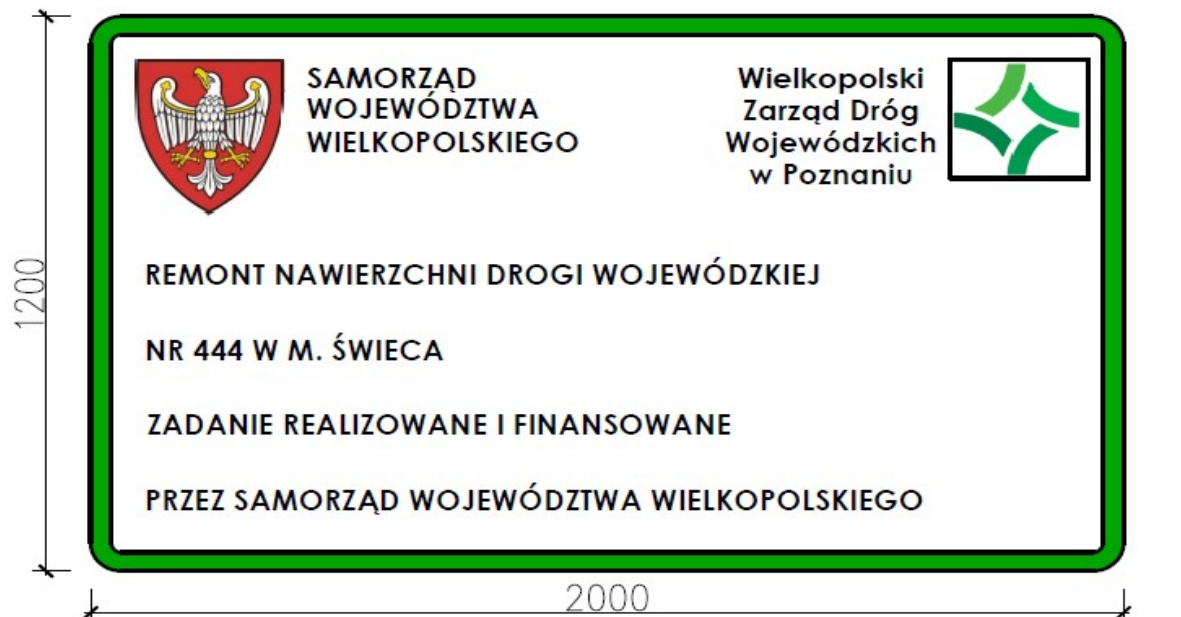 SAMORZĄD
WOJEWÓDZTWA
WIELKOPOLSKIEGO
Wielkopolski
Zarząd Dróg
Wojewódzkich
w Poznaniu
REMONT NAWIERZCHNI DROGI WOJEWÓDZKIEJ
NR 444 W M. ŚWIECA
ZADANIE REALIZOWANE I FINANSOWANE
PRZEZ SAMORZĄD WOJEWÓDZTWA WIELKOPOLSKIEGO
1200
2000